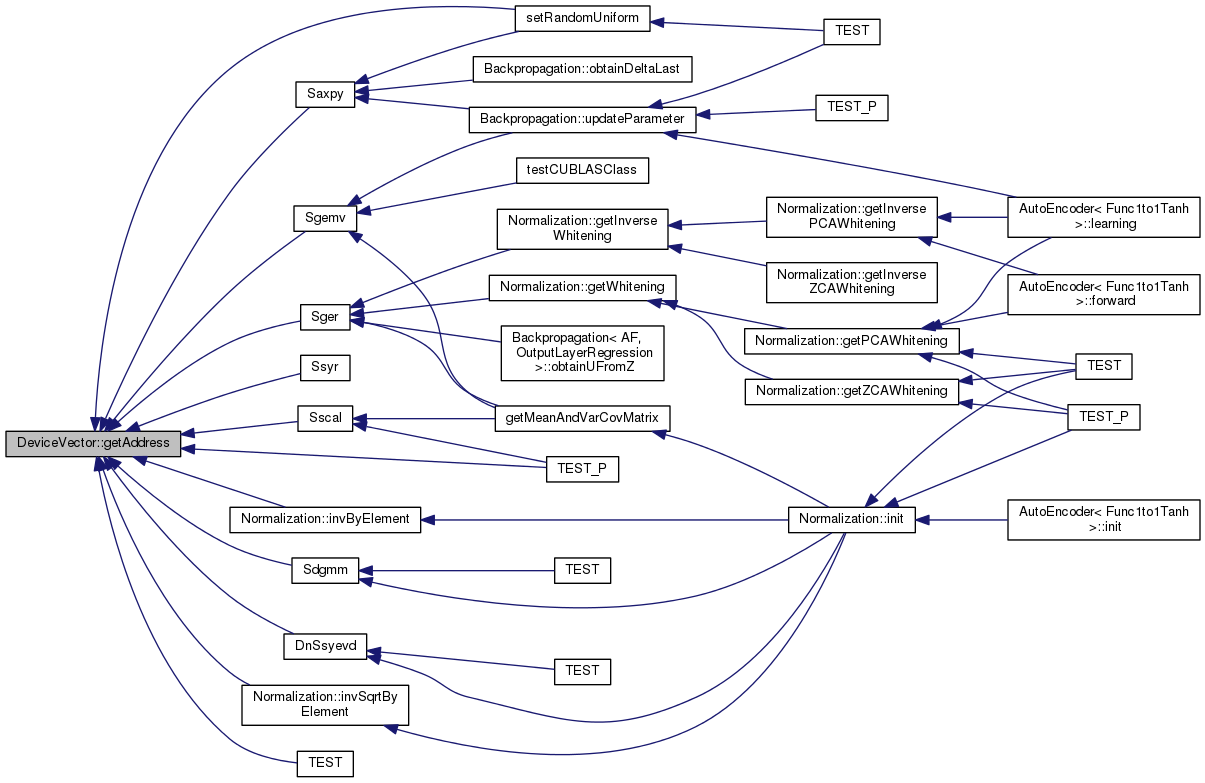 setRandomUniform
TEST
Backpropagation::obtainDeltaLast
Saxpy
TEST_P
Backpropagation::updateParameter
testCUBLASClass
Sgemv
Normalization::getInverse
Whitening
Normalization::getInverse
PCAWhitening
AutoEncoder< Func1to1Tanh
>::learning
Normalization::getInverse
ZCAWhitening
AutoEncoder< Func1to1Tanh
>::forward
Normalization::getWhitening
Sger
Backpropagation< AF,
OutputLayerRegression
>::obtainUFromZ
Normalization::getPCAWhitening
Ssyr
TEST
Normalization::getZCAWhitening
Sscal
getMeanAndVarCovMatrix
TEST_P
DeviceVector::getAddress
TEST_P
Normalization::invByElement
Normalization::init
AutoEncoder< Func1to1Tanh
>::init
Sdgmm
TEST
DnSsyevd
TEST
Normalization::invSqrtBy
Element
TEST